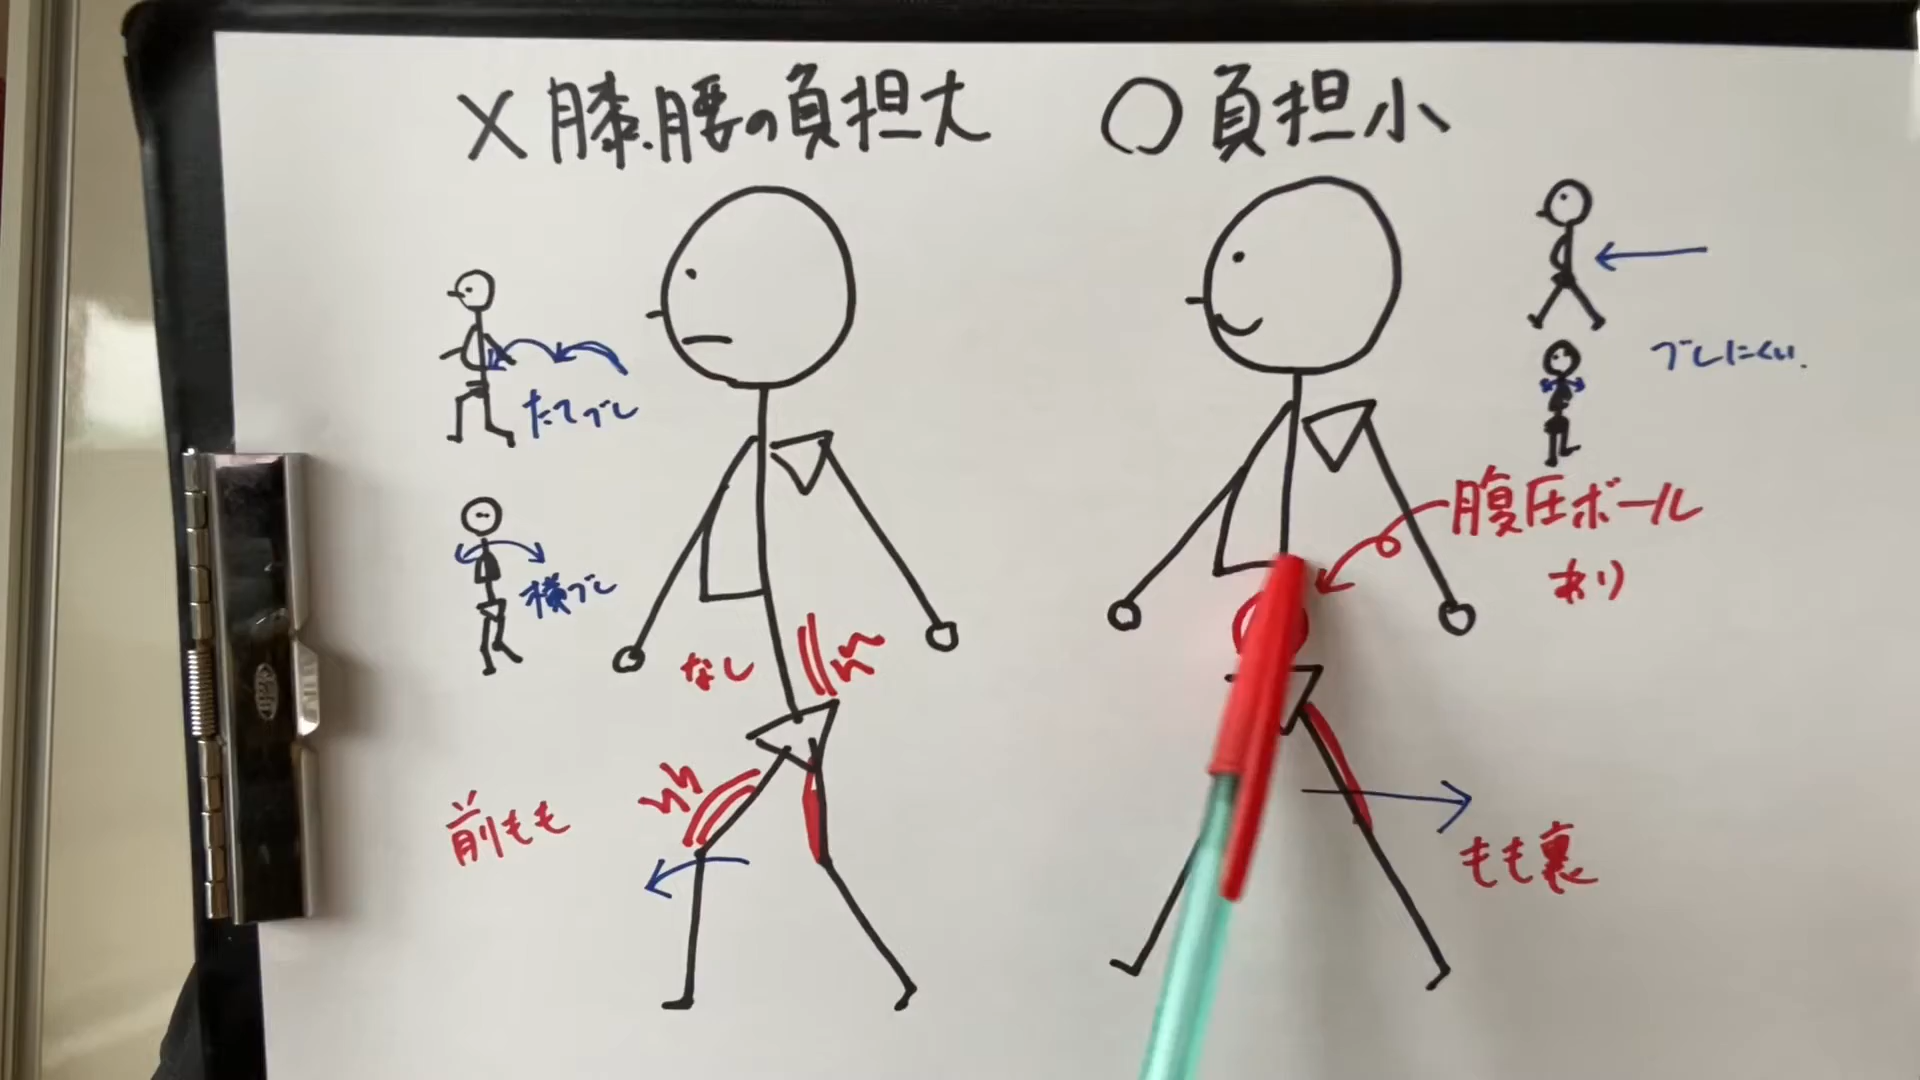 ×膝・腰の負担大
○負担小
たてブレ
横ブレ
なし
前もも
ブレにくい.
腹圧ボール
あり
もも裏